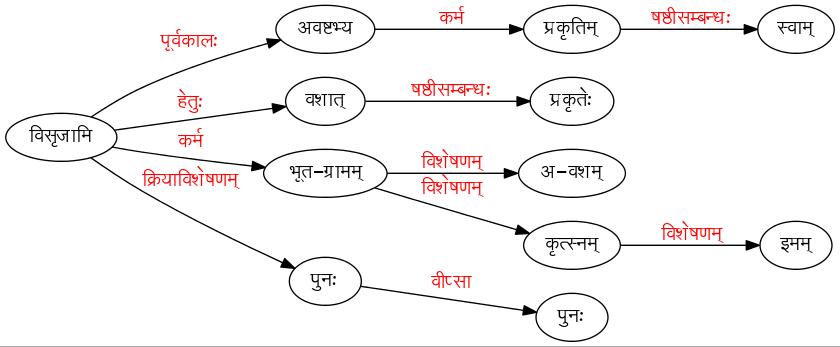 कर्म
षष्ठीसम्बन्धः
अवष्टभ्य
प्रकृतिम्
स्वाम्
पूर्वकालः
हेतुः
षष्ठीसम्बन्धः
वशात्
प्रकृतेः
विसृजामि
कर्म
विशेषणम्
भूत-ग्रामम्
अ-वशम्
क्रियाविशेषणम्
विशेषणम्
विशेषणम्
कृत्स्नम्
इमम्
पुनः
वीप्सा
पुनः